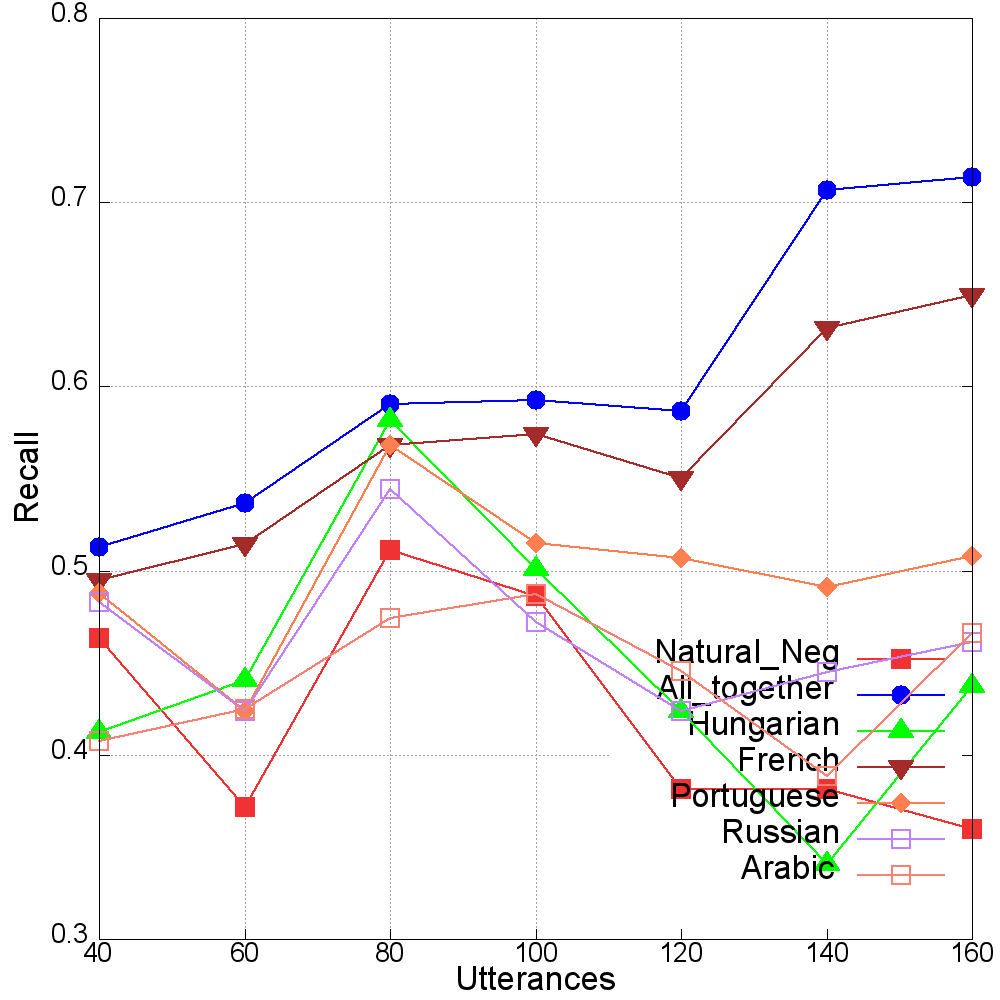 0.8
0.7
0.6
0.5
0.4
0.3
Recall
Natural_Neg
All_together
Hungarian
French
Portuguese
Russian
Arabic
40 60 80 100 120 140 160
Utterances